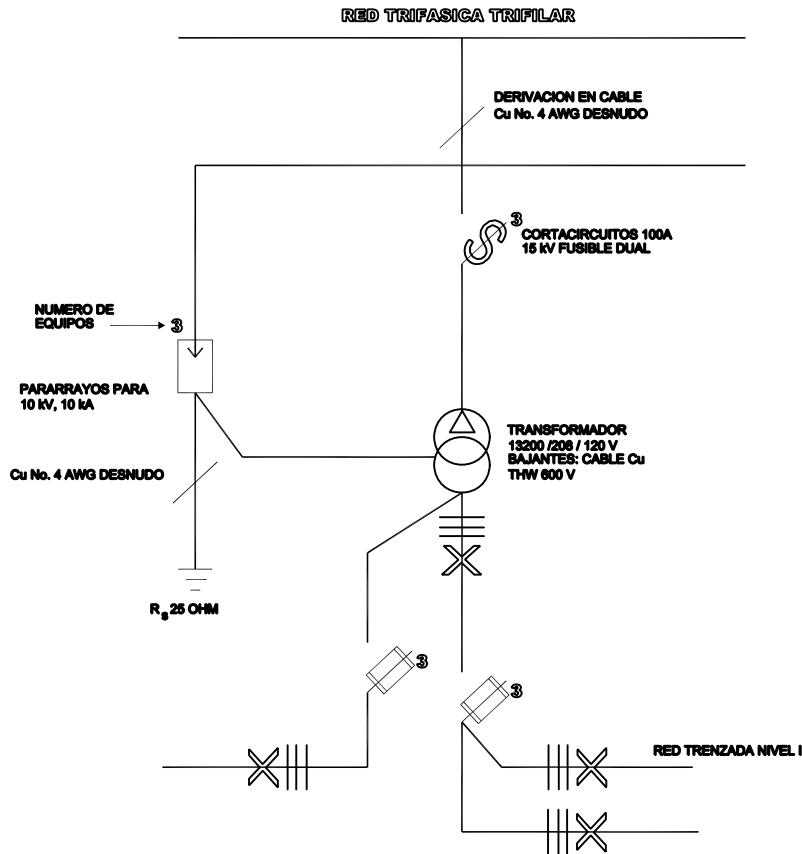 RED TRIFASICA TRIFILAR
DERIVACION EN CABLE
Cu No. 4 AWG DESNUDO
3
CORTACIRCUITOS 100A
15 kV FUSIBLE DUAL
NUMERO DE
EQUIPOS
3
PARARRAYOS PARA
10 kV, 10 kA
TRANSFORMADOR
13200 /208 / 120 V
BAJANTES: CABLE Cu
THW 600 V
Cu No. 4 AWG DESNUDO
Rs 25 OHM
3
3
RED TRENZADA NIVEL I